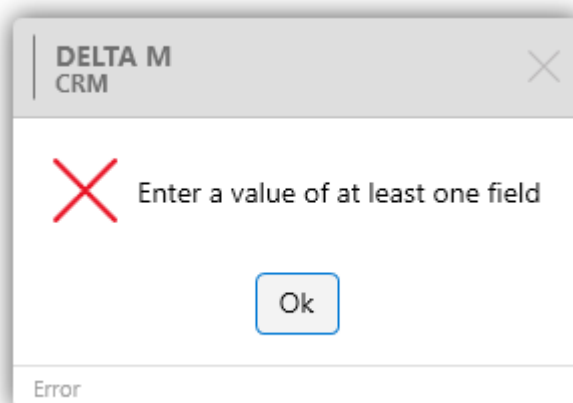 DELTA M
CRM
Enter a value of at least one field
Ok
Error